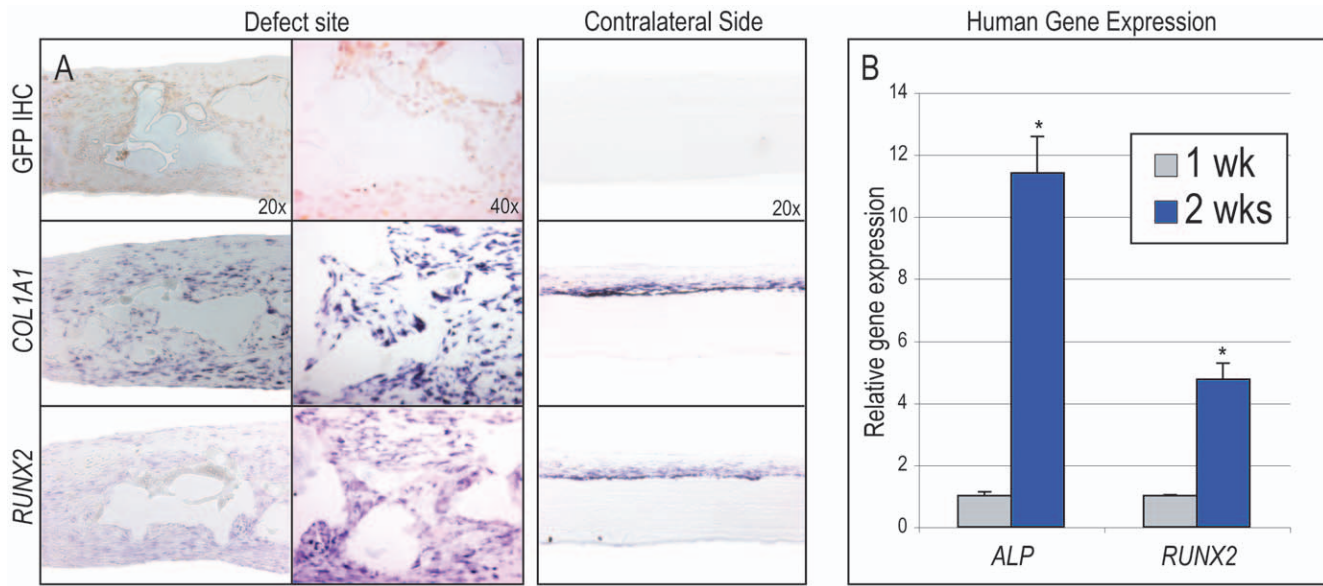 Defect site
Contralateral Side
Human Gene Expression
A
GFP IHC
20x
40x
20x
COL1A1
RUNX2
B
Relative gene expression
14
12
10
8
6
4
2
0
*
*
1 wk
2 wks
ALP
RUNX2